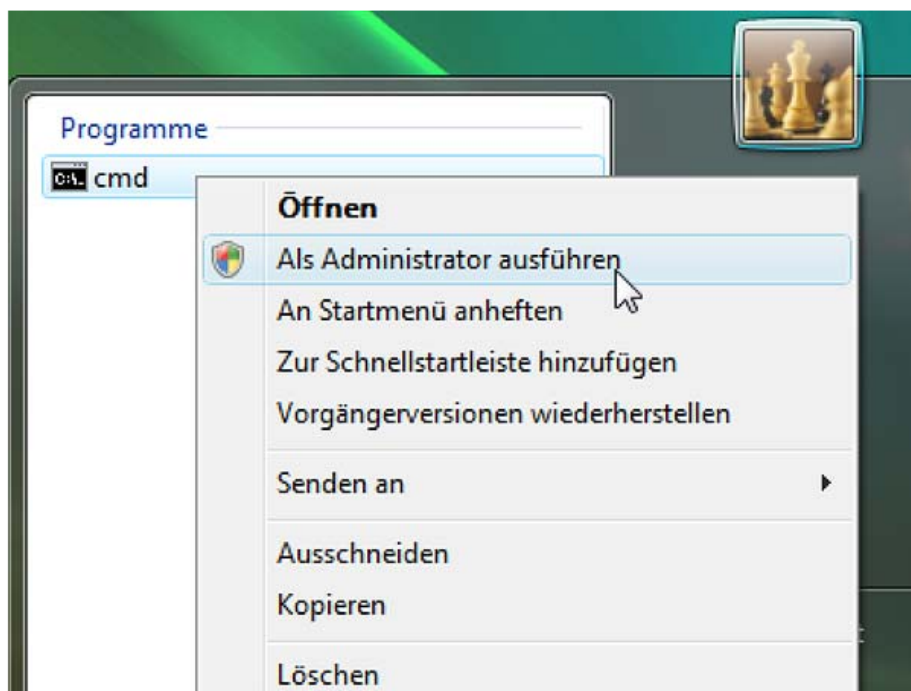 Programme
cmd
Öffnen
Als Administrator ausführen
An Startmenü anheften
Zur Schnellstartleiste hinzufügen
Vorgängerversionen wiederherstellen
Senden an
Ausschneiden
Kopieren
Löschen